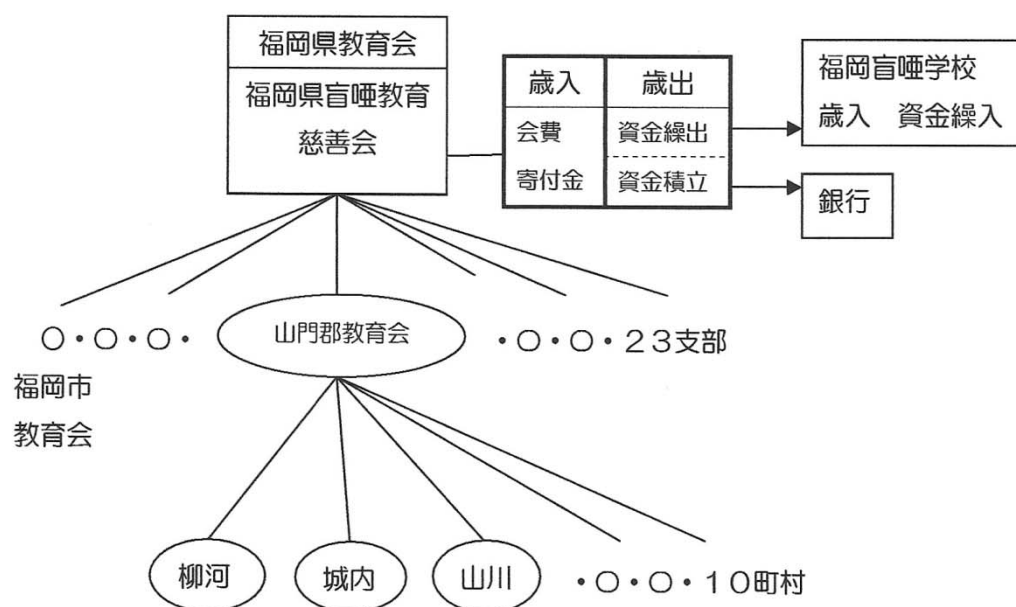 福岡県教育会
福岡県盲唖教育
慈善会
歳入 歳出
会費 資金繰出
寄付金 資金積立
福岡盲唖学校
歳入 資金繰入
銀行
○・○・○・
山門郡教育会
・○・○・23支部
福岡市
教育会
柳河
城内
山川
・○・○・10町村